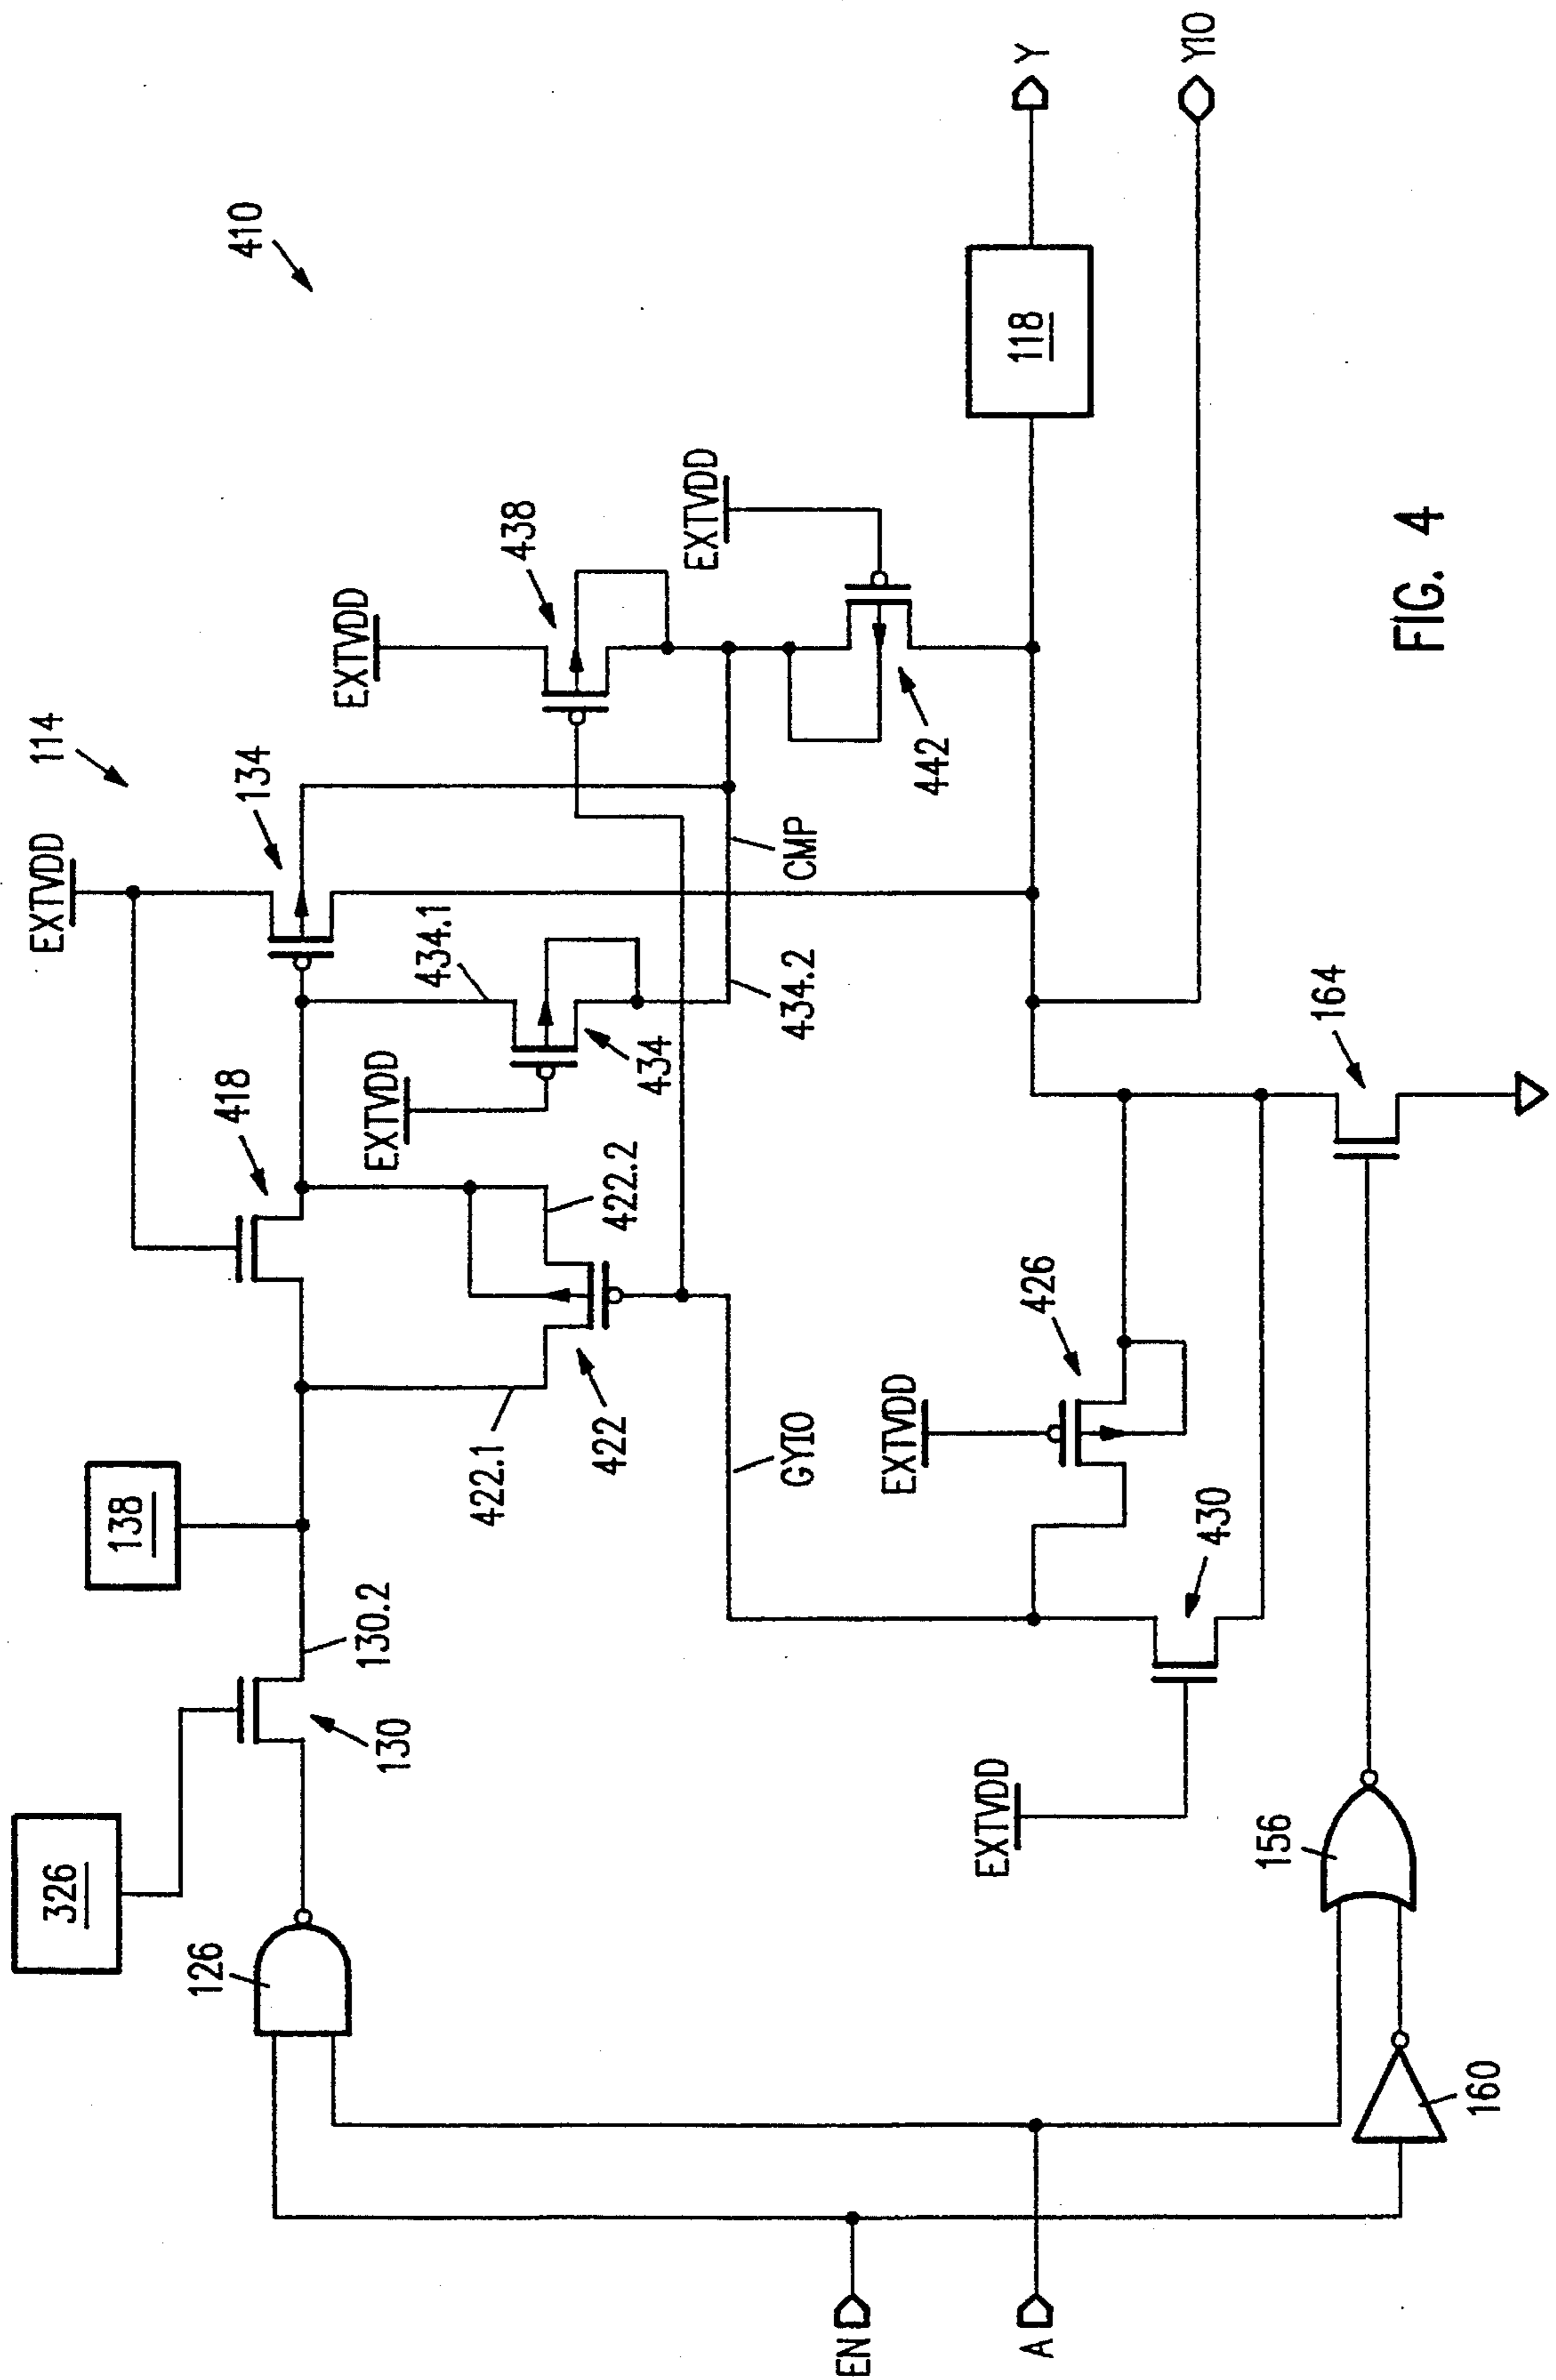 410
114
EXTVDD
134
EXTVDD
438
EXTVDD
418
434.1
EXTVDD
434
434.2
CMP
442
118
Y
YIO
138
326
130.2
130
126
422.1
422
422.2
GYIO
EXTVDD
426
EXTVDD
430
164
156
160
EN
A
FIG. 4